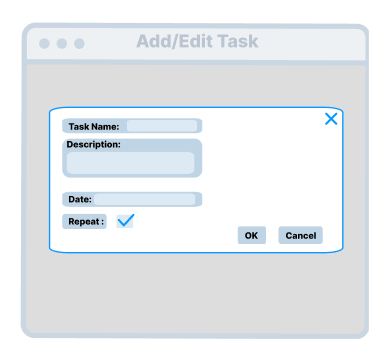 Add/Edit Task
Task Name:
Description:
Date:
Repeat :
OK Cancel